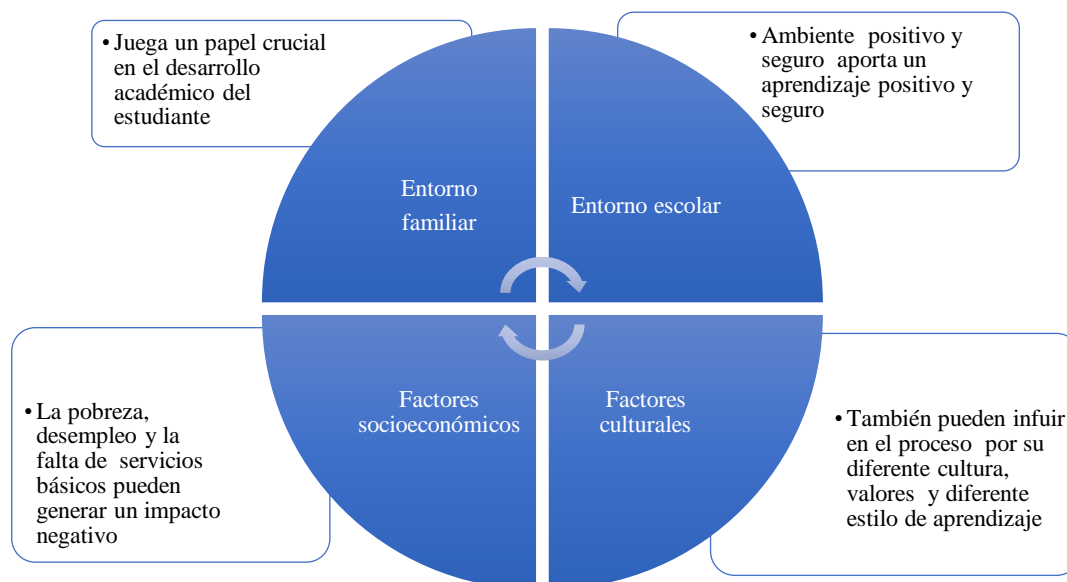 • Juega un papel crucial
en el desarrollo
académico del
estudiante
• Ambiente positivo y
seguro aporta un
aprendizaje positivo y
seguro
Entorno
familiar
Entorno escolar
Factores
socioeconómicos
Factores
culturales
• La pobreza,
desempleo y la
falta de servicios
básicos pueden
generar un impacto
negativo
• También pueden infuir
en el proceso por su
diferente cultura,
valores y diferente
estilo de aprendizaje